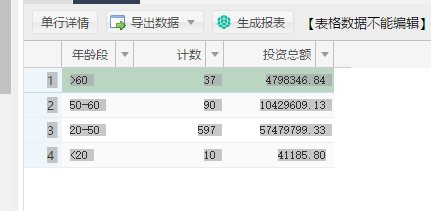 单行详情 导出数据 生成报表 【表格数据不能编辑】
年龄段 计数 投资总额
1 >60 37 4798346.84
2 50-60 90 10429609.13
3 20-50 597 57479799.33
4 <20 10 41185.80